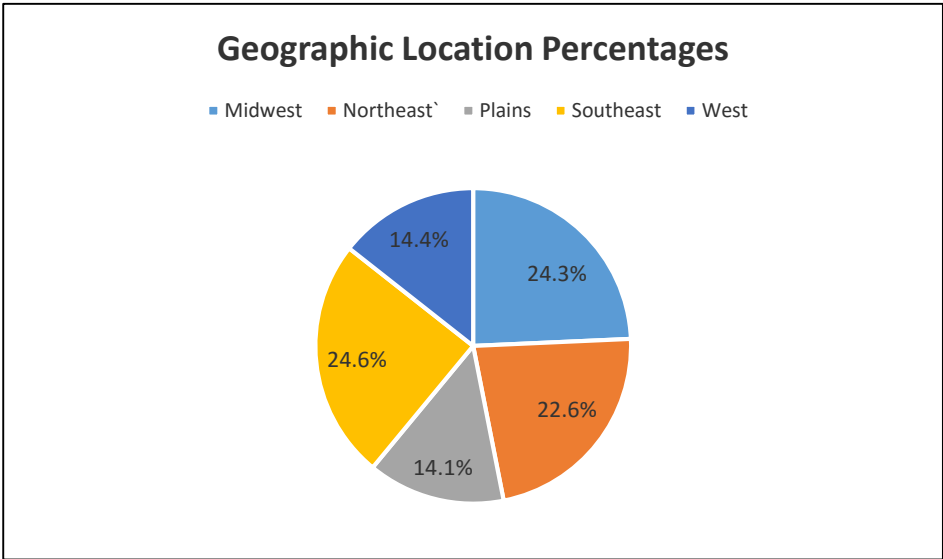 Geographic Location Percentages
Midwest Northeast` Plains Southeast West
14.4%
24.3%
24.6%
22.6%
14.1%